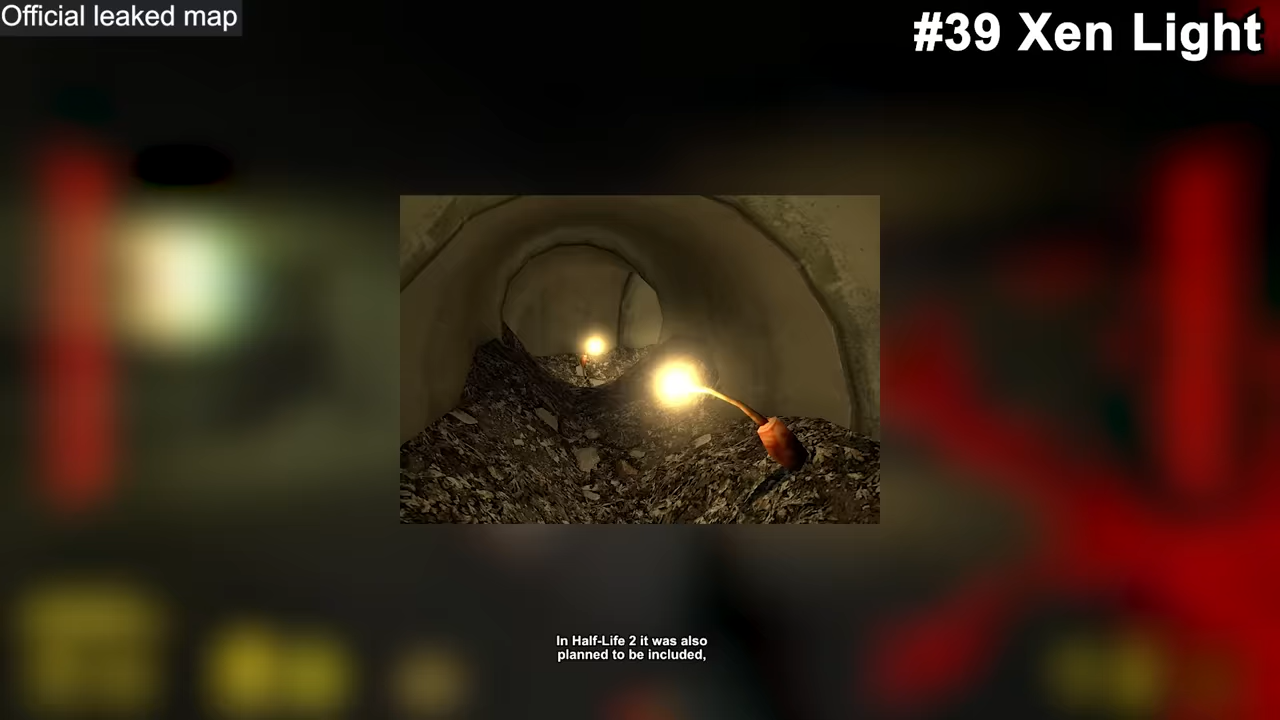 Official leaked map
#39 Xen Light
In Half-Life 2 it was also
planned to be included,